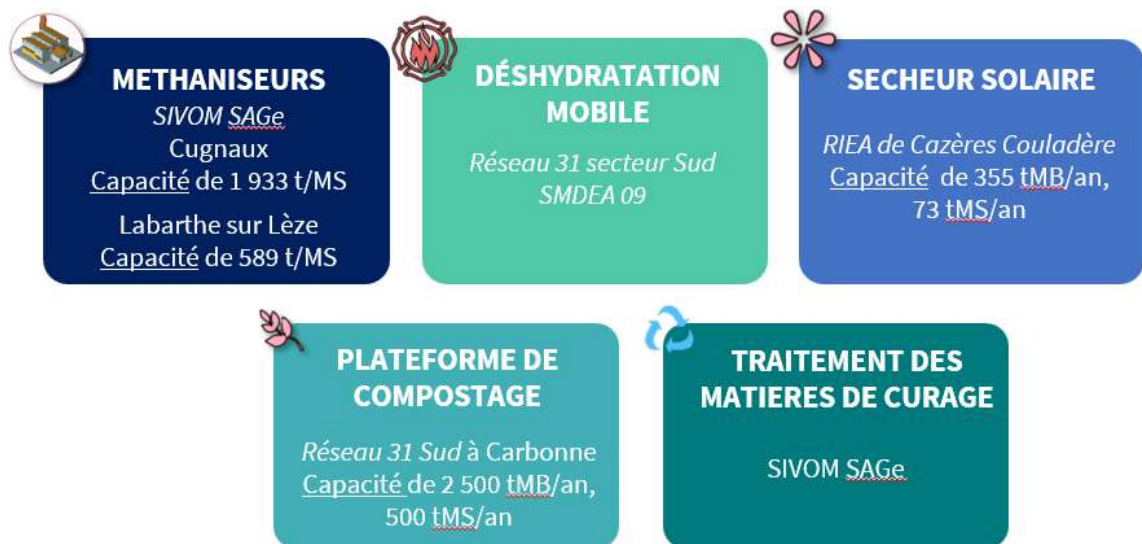 METHANISEURS
SIVOM SAGe
Cugnaux
Capacité de 1 933 t/MS
Labarthe sur Lèze
Capacité de 589 t/MS
DÉSHYDRATATION
MOBILE
Réseau 31 secteur Sud
SMDEA 09
SECHEUR SOLAIRE
RIEA de Cazères Couladère
Capacité de 355 tMB/an,
73 tMS/an
PLATEFORME DE
COMPOSTAGE
Réseau 31 Sud à Carbonne
Capacité de 2 500 tMB/an,
500 tMS/an
TRAITEMENT DES
MATIERES DE CURAGE
SIVOM SAGe